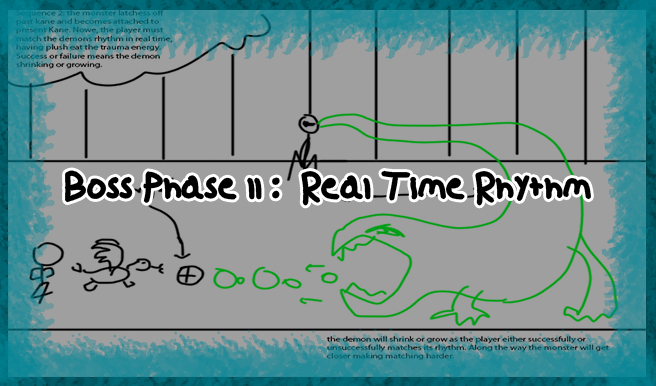 Sequence 2: the monster latches off
past kane and becomes attached to
present Kane. Nowe, the player must
match the demons rhythm in real time,
having plush eat the trauma energy.
Success or failure means the demon
shrinking or growing.
Boss Phase II: Real Time Rhythm
the demon will shrink or grow as the player either successfully or
unsuccessfully matches its rhythm. Along the way the monster will get
closer making matching harder.